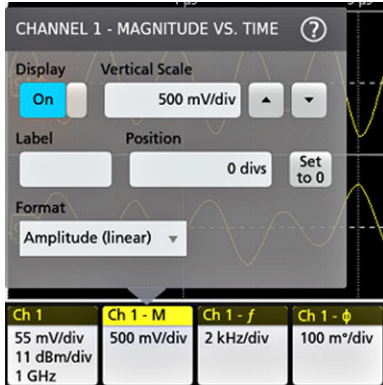 CHANNEL 1 - MAGNITUDE VS. TIME ?
Display Vertical Scale
On 500 mV/div
Label Position
0 divs Set to 0
Format
Amplitude (linear)
Ch 1 Ch 1 - M Ch 1 - f Ch 1 - ϕ
55 mV/div 500 mV/div 2 kHz/div 100 m°/div
11 dBm/div
1 GHz